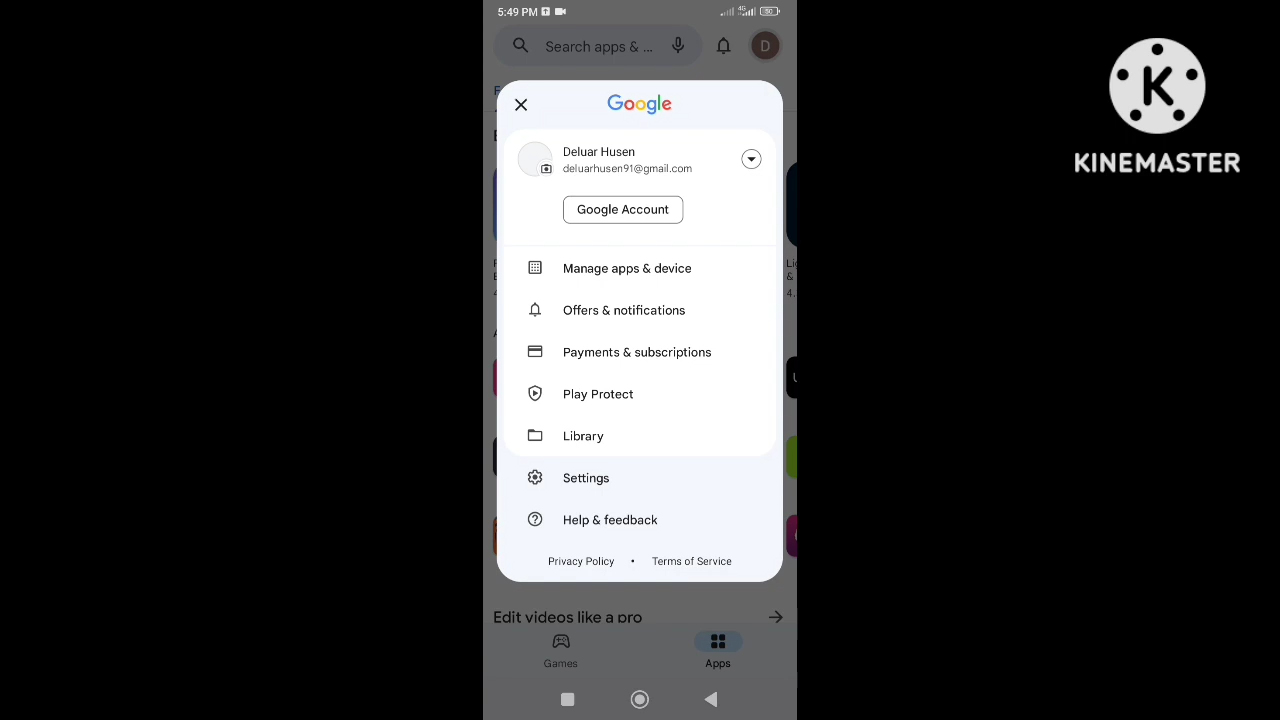 5:49 PM
4G
Search apps & ...
D
Google
Deluar Husen
deluarhusen91@gmail.com
Google Account
Manage apps & device
Offers & notifications
Payments & subscriptions
Play Protect
Library
Settings
Help & feedback
Privacy Policy • Terms of Service
Edit videos like a pro
Games
Apps
K
KINEMASTER